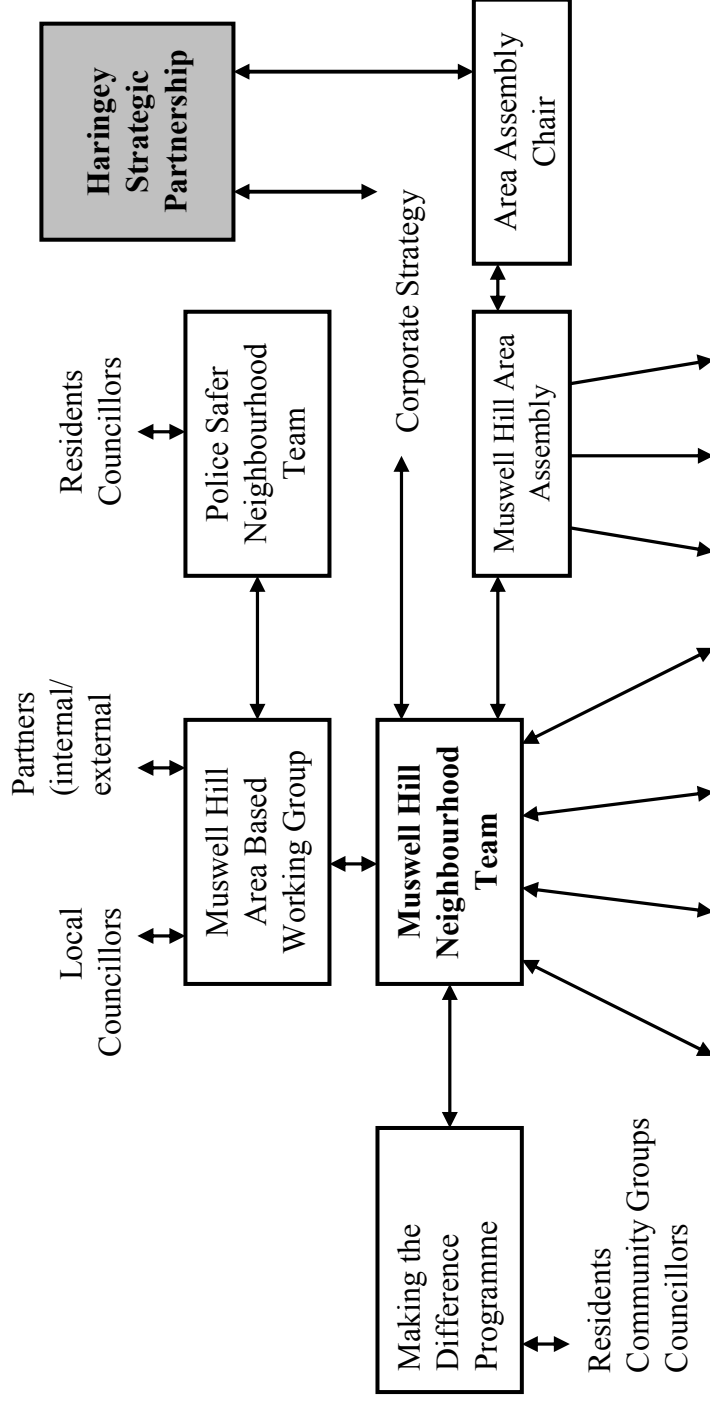 Haringey
Strategic
Partnership
Partners
(internal/
external
Local
Councillors
Residents
Councillors
Muswell Hill
Area Based
Working Group
Police Safer
Neighbourhood
Team
Making the
Difference
Programme
Muswell Hill
Neighbourhood
Team
Corporate Strategy
Muswell Hill Area
Assembly
Area Assembly
Chair
Residents
Community Groups
Councillors